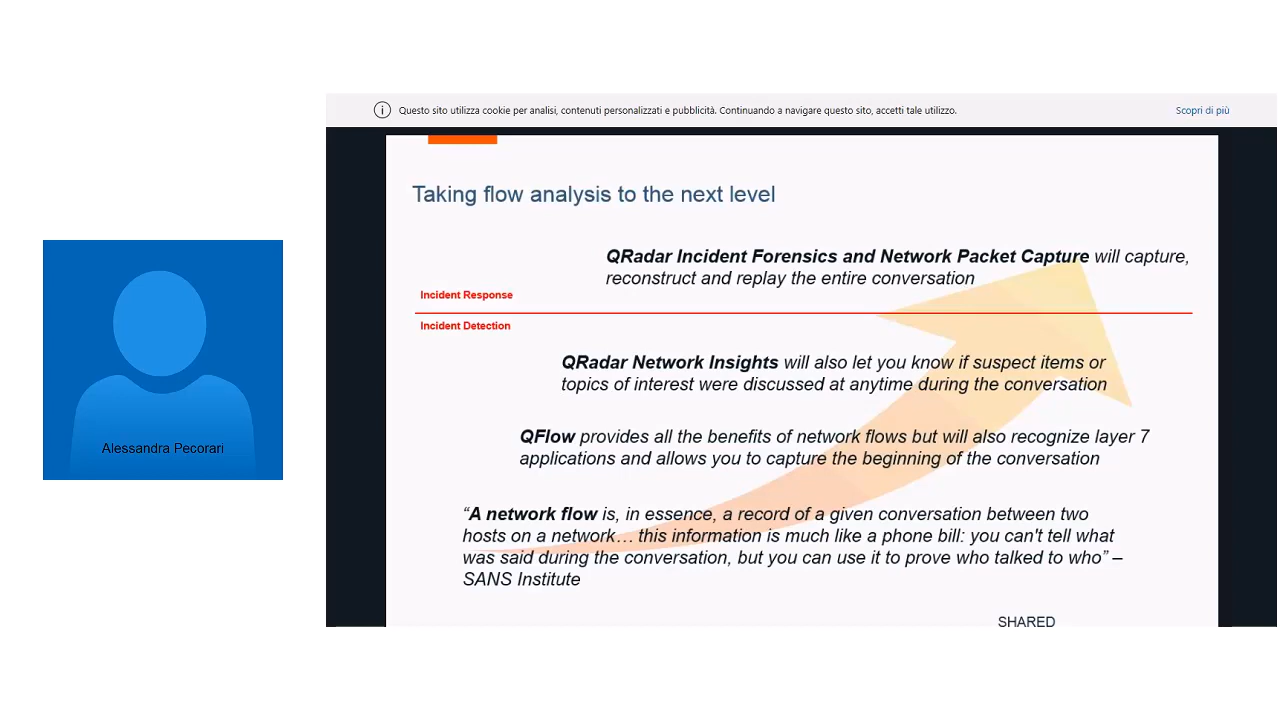 Questo sito utilizza cookie per analisi, contenuti personalizzati e pubblicità. Continuando a navigare questo sito, accetti tale utilizzo.
Scopri di più
Taking flow analysis to the next level
QRadar Incident Forensics and Network Packet Capture will capture,
reconstruct and replay the entire conversation
Incident Response
Incident Detection
QRadar Network Insights will also let you know if suspect items or
topics of interest were discussed at anytime during the conversation
QFlow provides all the benefits of network flows but will also recognize layer 7
applications and allows you to capture the beginning of the conversation
“A network flow is, in essence, a record of a given conversation between two
hosts on a network… this information is much like a phone bill: you can't tell what
was said during the conversation, but you can use it to prove who talked to who” –
SANS Institute
SHARED
Alessandra Pecorari